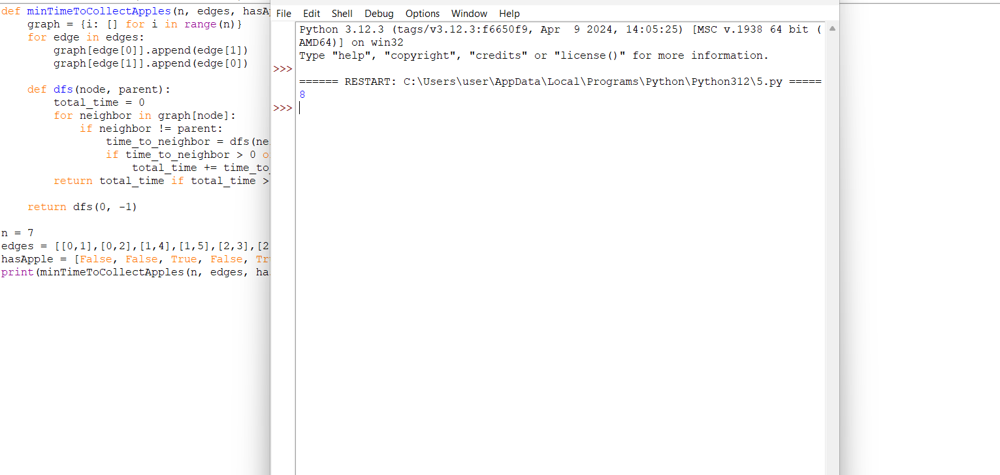 def minTimeToCollectApples(n, edges, hasA
    graph = {i: [] for i in range(n)}
    for edge in edges:
        graph[edge[0]].append(edge[1])
        graph[edge[1]].append(edge[0])
    def dfs(node, parent):
        total_time = 0
        for neighbor in graph[node]:
            if neighbor != parent:
                time_to_neighbor = dfs(ne
                if time_to_neighbor > 0 o
                    total_time += time_to_
        return total_time if total_time >
    return dfs(0, -1)
n = 7
edges = [[0,1],[0,2],[1,4],[1,5],[2,3],[2
hasApple = [False, False, True, False, Tr
print(minTimeToCollectApples(n, edges, ha
File Edit Shell Debug Options Window Help
Python 3.12.3 (tags/v3.12.3:f6650f9, Apr  9 2024, 14:05:25) [MSC v.1938 64 bit (
AMD64)] on win32
Type "help", "copyright", "credits" or "license()" for more information.
>>>
====== RESTART: C:\Users\user\AppData\Local\Programs\Python\Python312\5.py =====
8
>>>